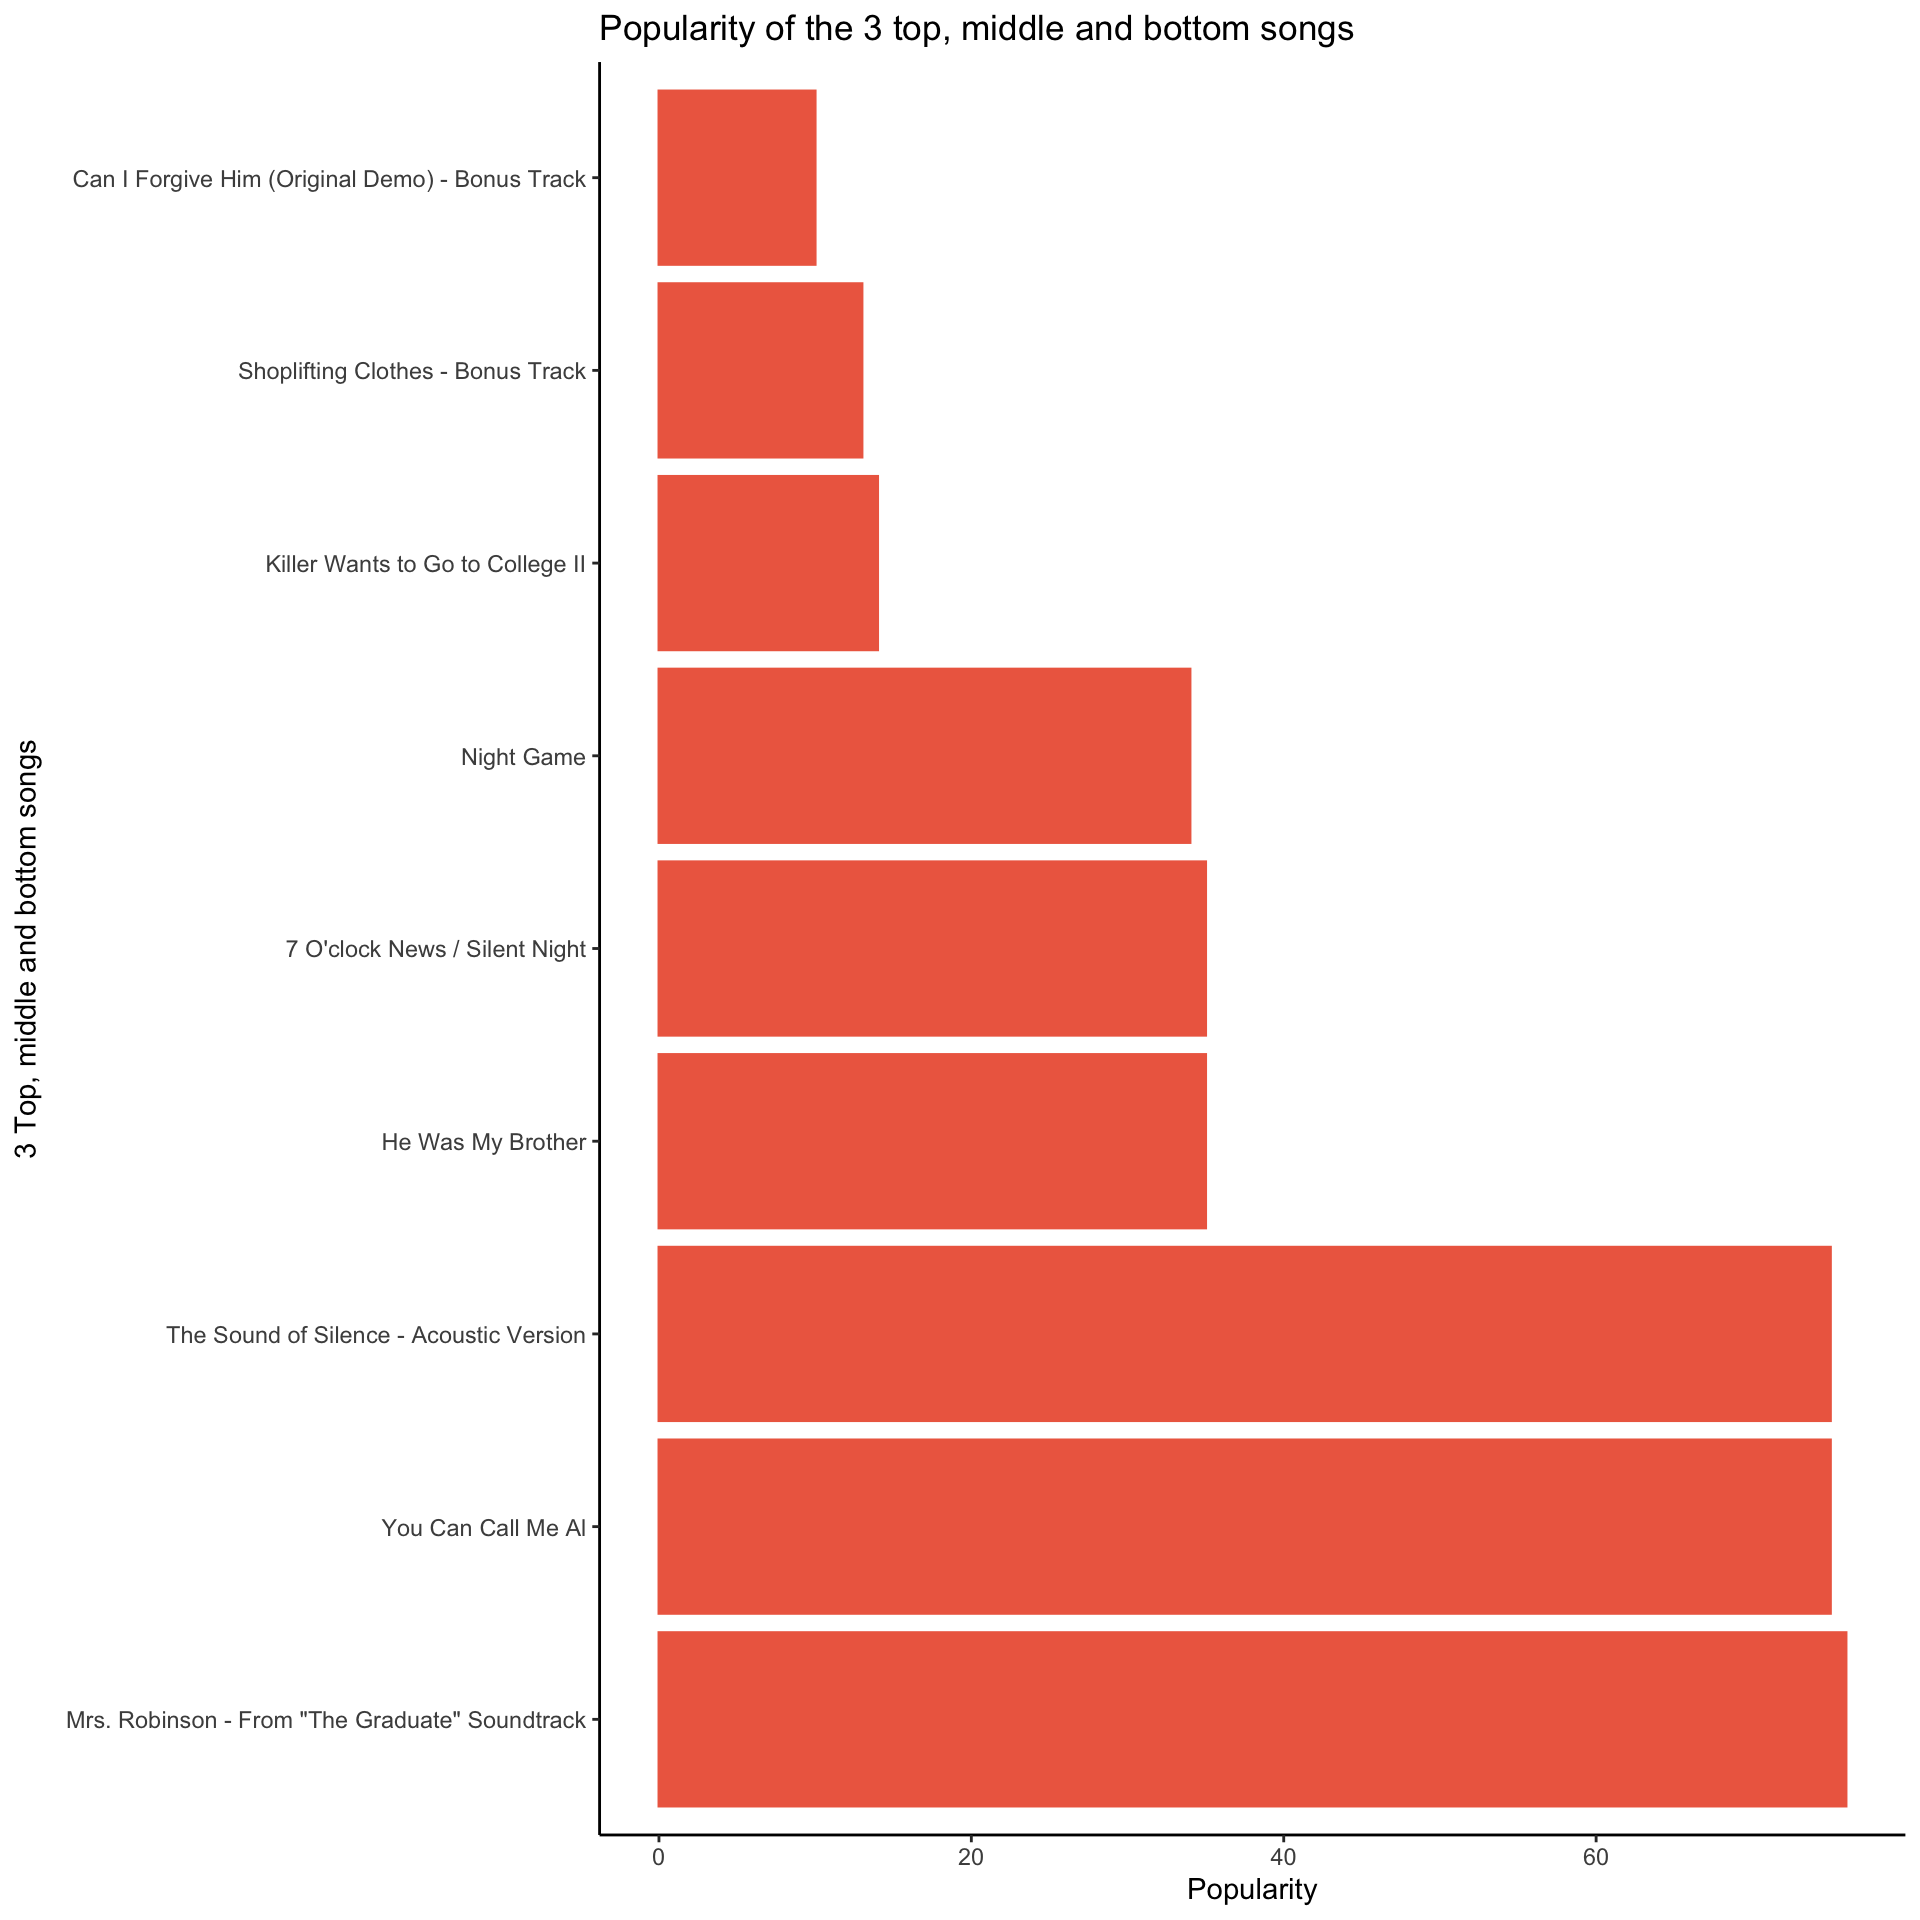 Popularity of the 3 top, middle and bottom songs
3 Top, middle and bottom songs
Can I Forgive Him (Original Demo) - Bonus Track
Shoplifting Clothes - Bonus Track
Killer Wants to Go to College II
Night Game
7 O'clock News / Silent Night
He Was My Brother
The Sound of Silence - Acoustic Version
You Can Call Me Al
Mrs. Robinson - From "The Graduate" Soundtrack
0 20 40 60
Popularity